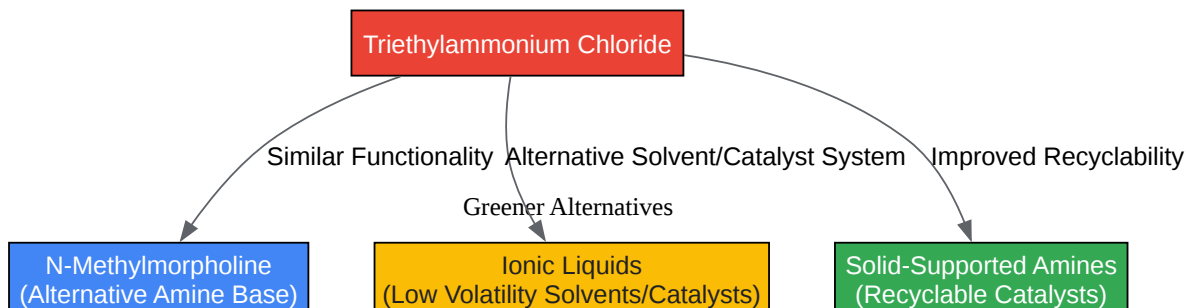 Triethylammonium Chloride
Similar Functionality
Alternative Solvent/Catalyst System
Improved Recyclability
Greener Alternatives
N-Methylmorpholine
(Alternative Amine Base)
Ionic Liquids
(Low Volatility Solvents/Catalysts)
Solid-Supported Amines
(Recyclable Catalysts)